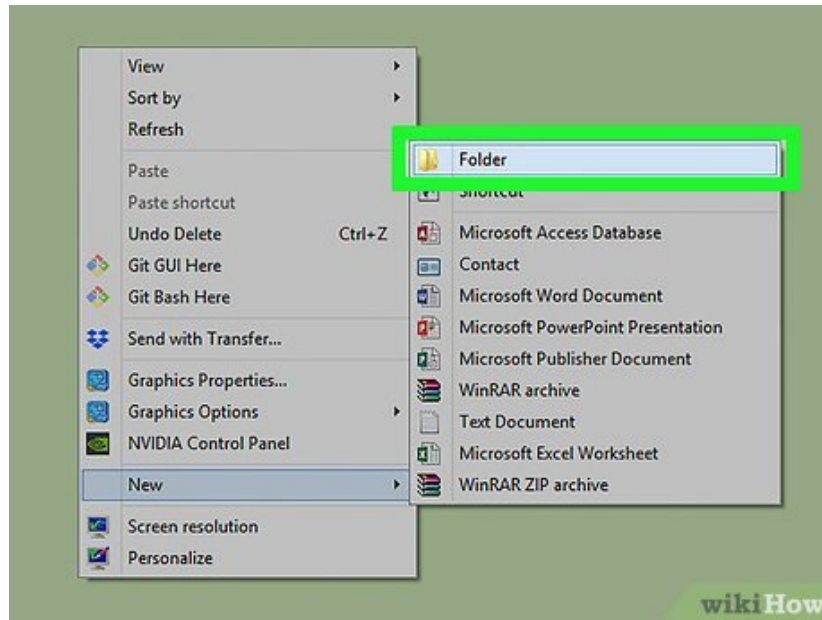 View
Sort by
Refresh
Paste
Paste shortcut
Undo Delete Ctrl+Z
Git GUI Here
Git Bash Here
Send with Transfer...
Graphics Properties...
Graphics Options
NVIDIA Control Panel
New
Screen resolution
Personalize
Folder
Shortcut
Microsoft Access Database
Contact
Microsoft Word Document
Microsoft PowerPoint Presentation
Microsoft Publisher Document
WinRAR archive
Text Document
Microsoft Excel Worksheet
WinRAR ZIP archive
wikiHow